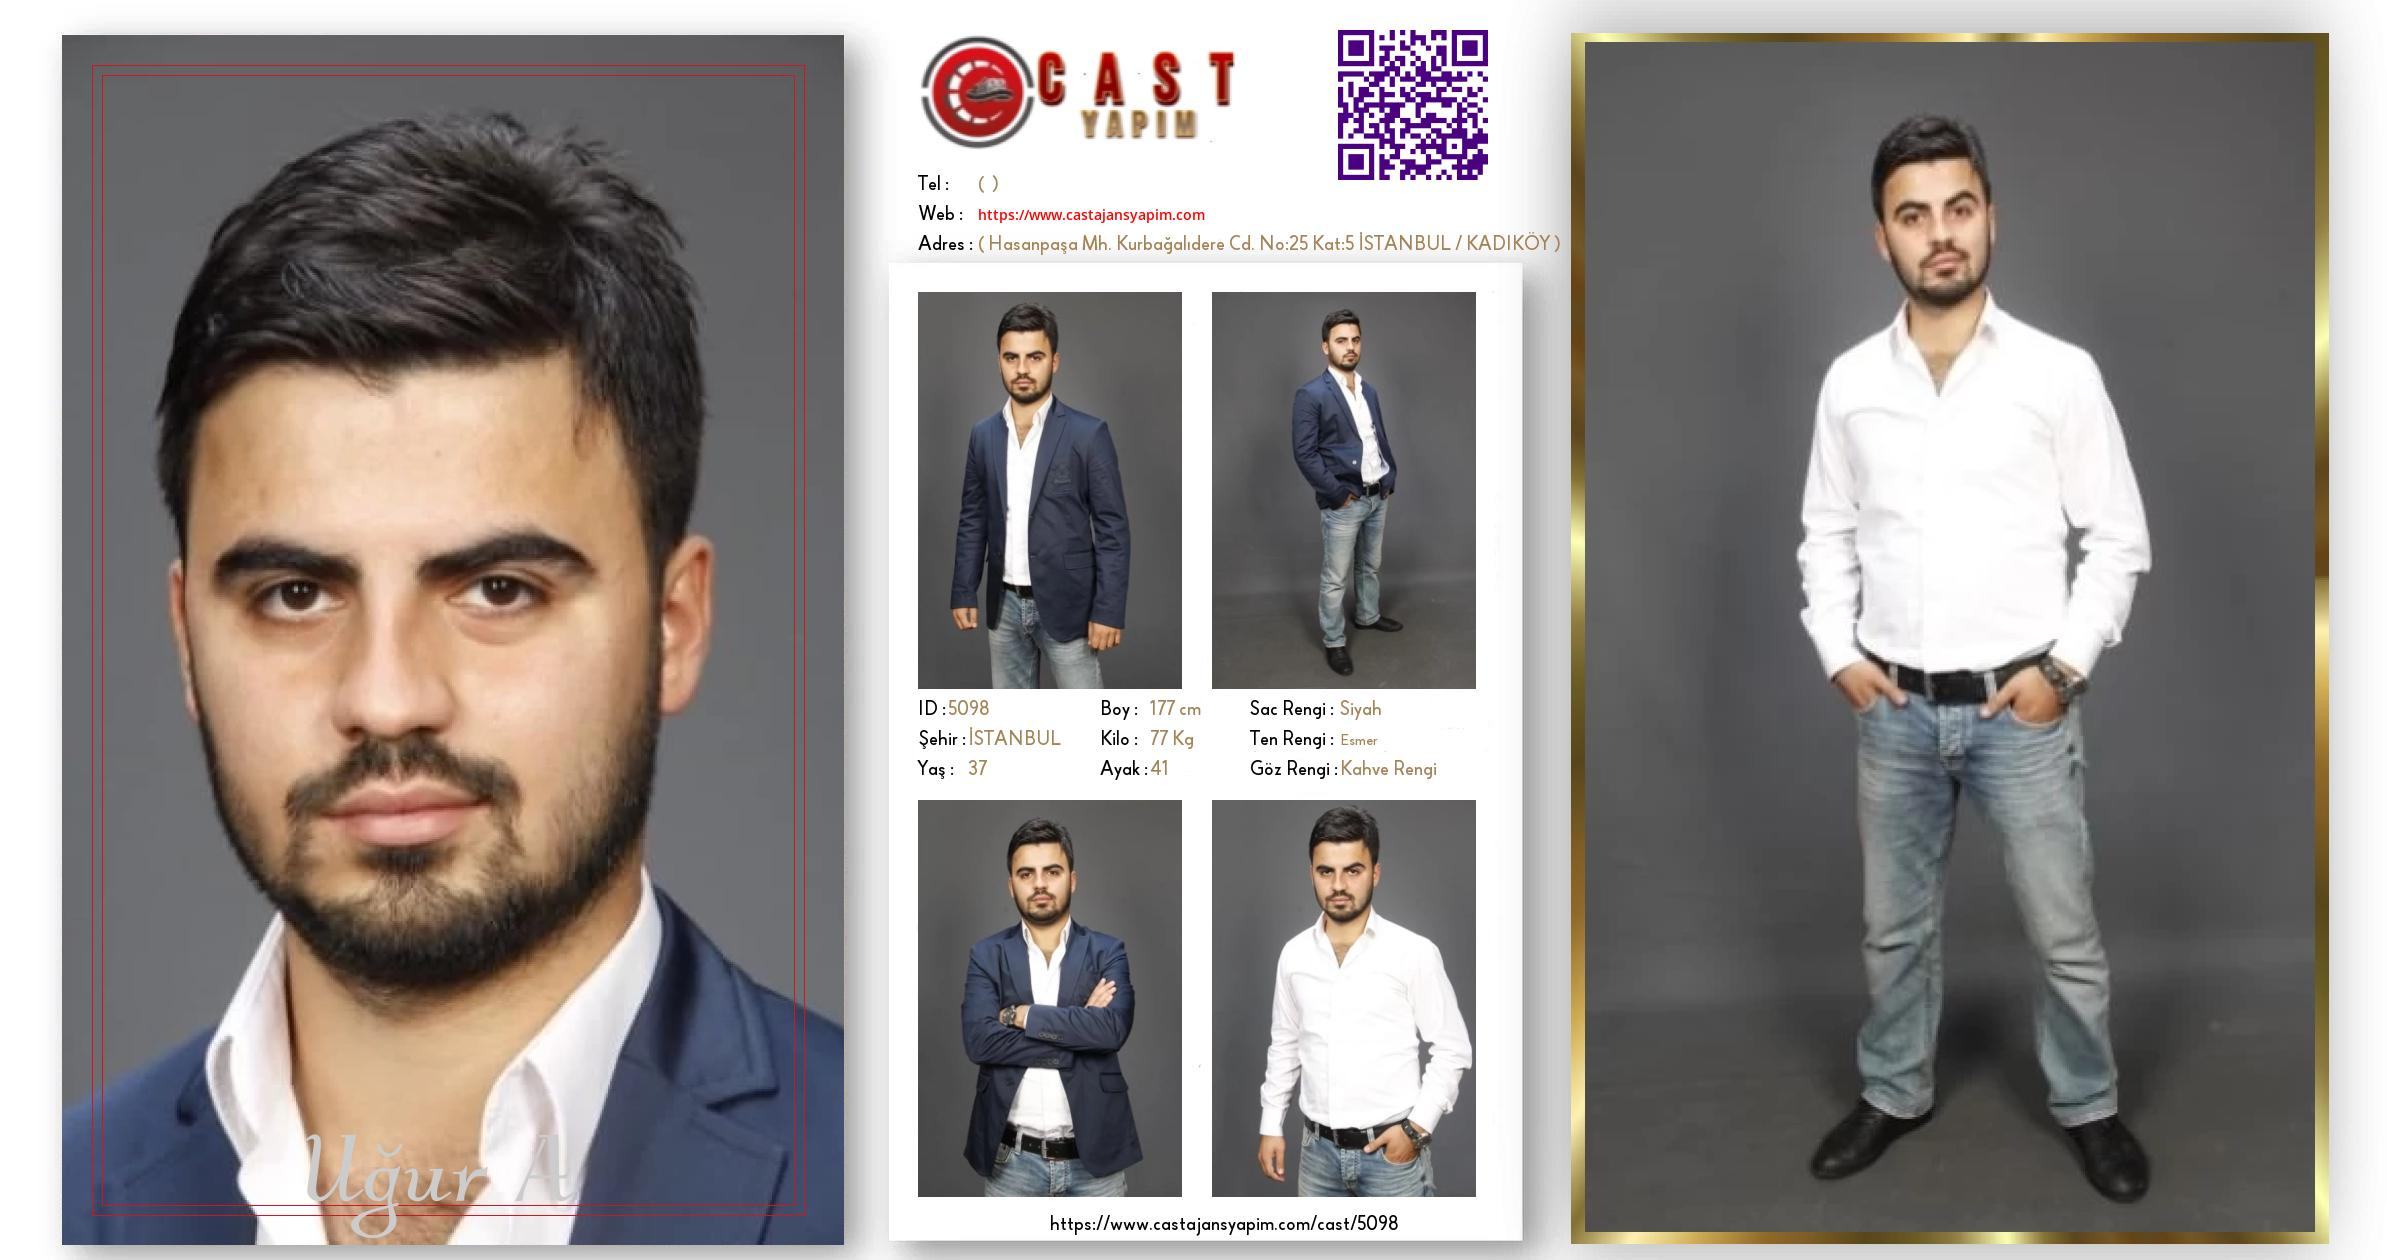 CAST
YAPIM
Tel : ( )
Web : https://www.castajansyapim.com
Adres : ( Hasanpaşa Mh. Kurbağalıdere Cd. No:25 Kat:5 İSTANBUL / KADIKÖY )
ID : 5098 Boy : 177 cm Sac Rengi : Siyah
Şehir : İSTANBUL Kilo : 77 Kg Ten Rengi : Esmer
Yaş : 37 Ayak : 41 Göz Rengi : Kahve Rengi
Uğur A
https://www.castajansyapim.com/cast/5098